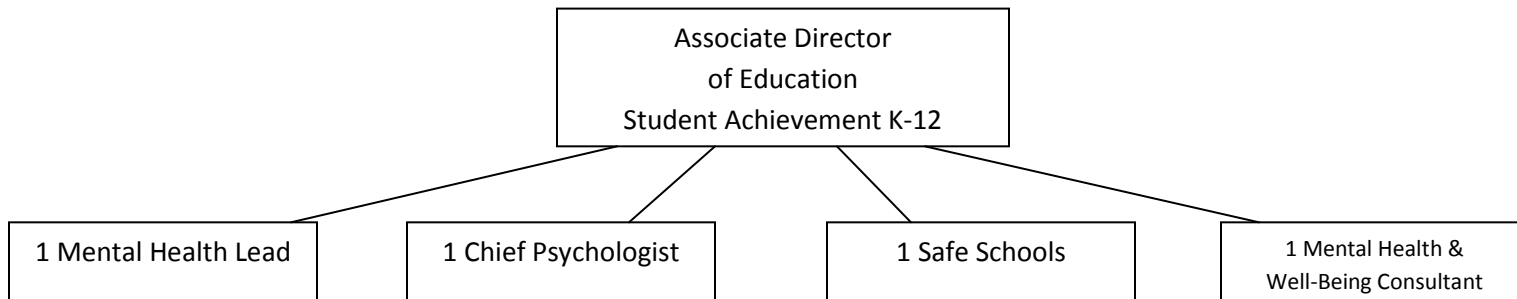 Associate Director
of Education
Student Achievement K-12
1 Mental Health Lead
1 Chief Psychologist
1 Safe Schools
1 Mental Health &
Well-Being Consultant